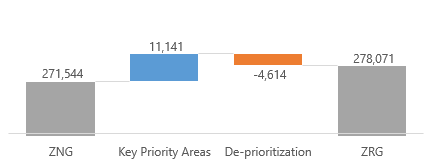 11,141
271,544
278,071
-4,614
ZNG Key Priority Areas De-prioritization ZRG